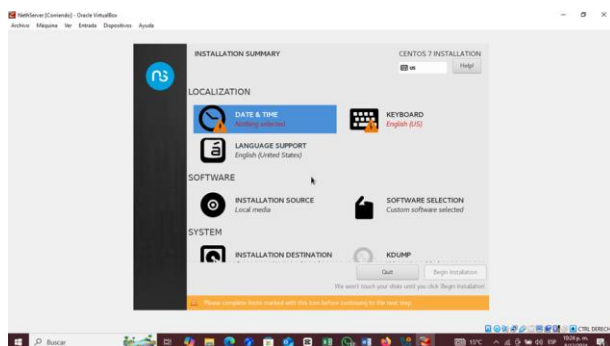 NethServer [Corriendo] - Oracle VirtualBox
Archivo Máquina Ver Entrada Dispositivos Ayuda
INSTALLATION SUMMARY
CENTOS 7 INSTALLATION
us
Help!
LOCALIZATION
DATE & TIME
Nothing selected
KEYBOARD
English (US)
LANGUAGE SUPPORT
English (United States)
SOFTWARE
INSTALLATION SOURCE
Local media
SOFTWARE SELECTION
Custom software selected
SYSTEM
INSTALLATION DESTINATION
KDUMP
Quit
Begin Installation
We won't touch your disks until you click 'Begin Installation'.
Please complete items marked with this icon before continuing to the next step.
CTRL DERECH
Buscar
15°C
ESP